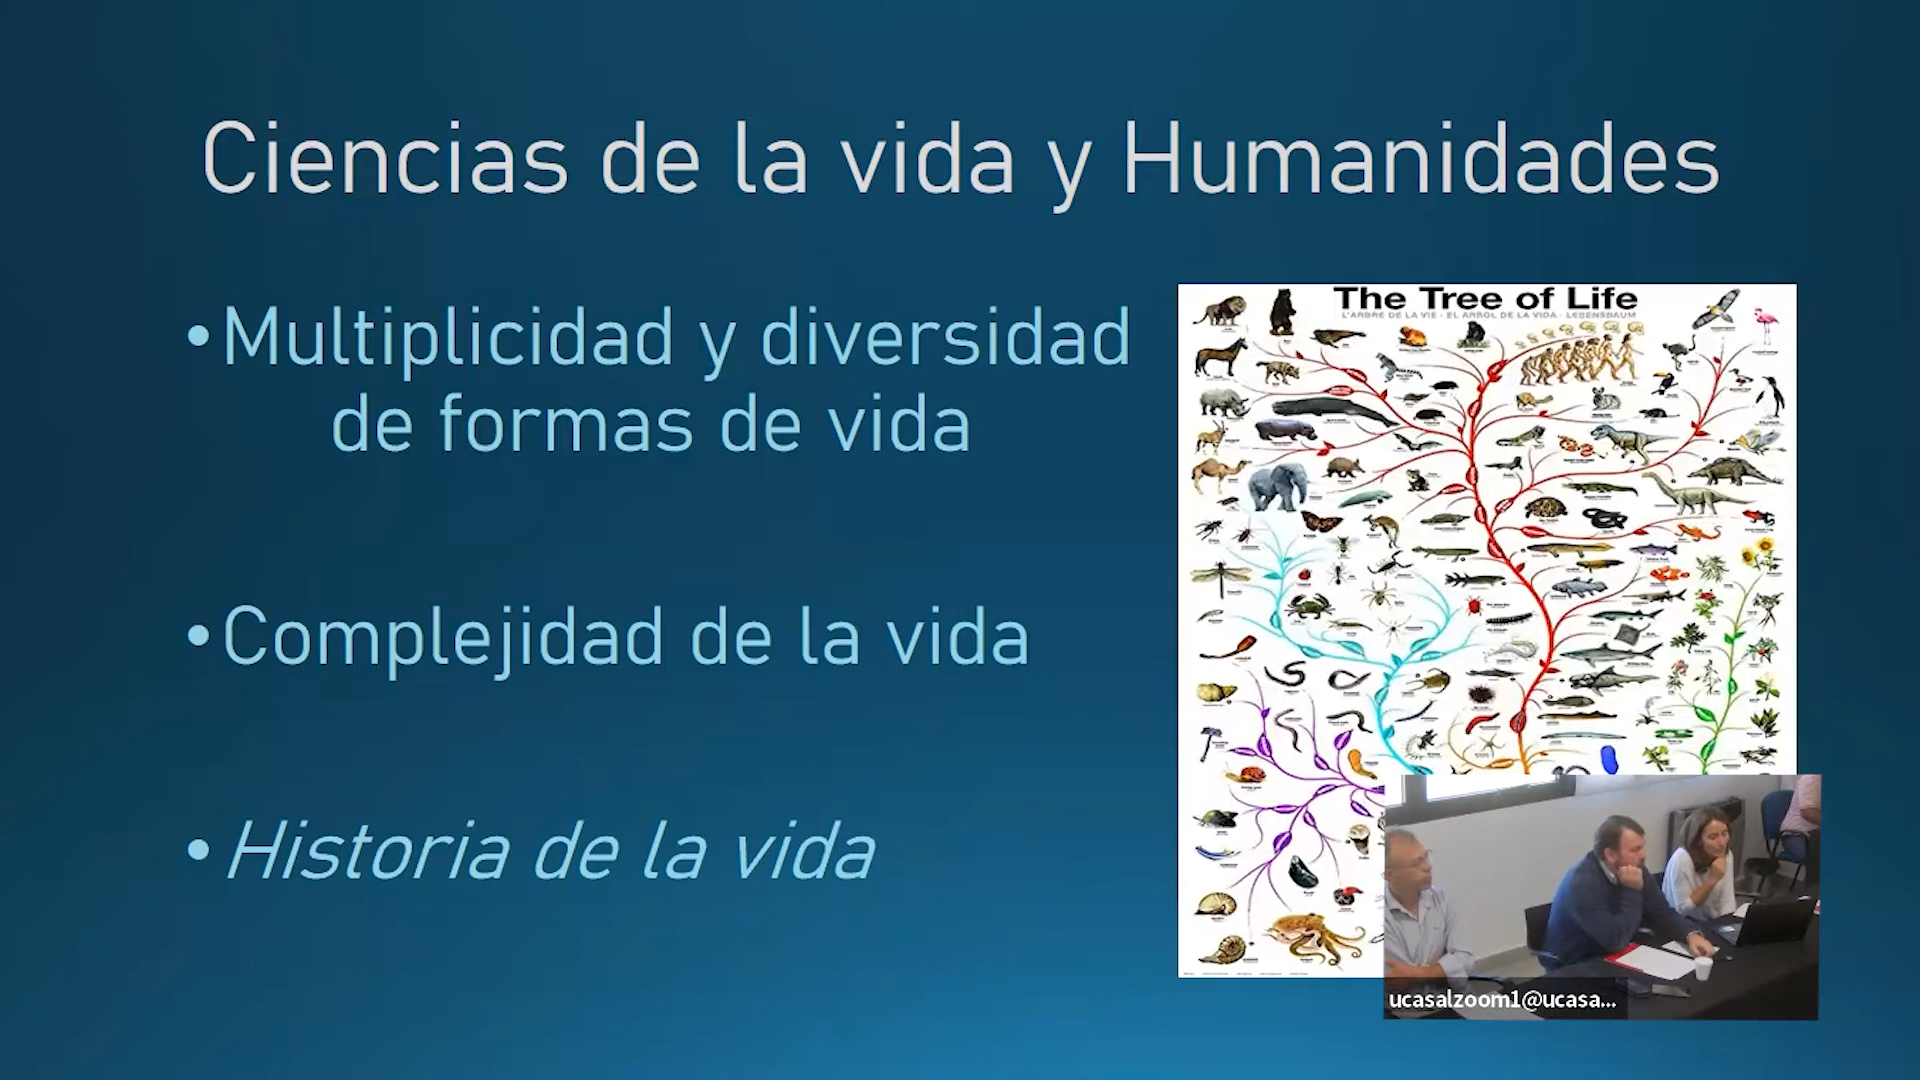 Ciencias de la vida y Humanidades
•Multiplicidad y diversidad
de formas de vida
•Complejidad de la vida
•Historia de la vida
The Tree of Life
L'ARBRE DE LA VIE - EL ARBOL DE LA VIDA - LEBENSBAUM
ucasalzoom1@ucasa...